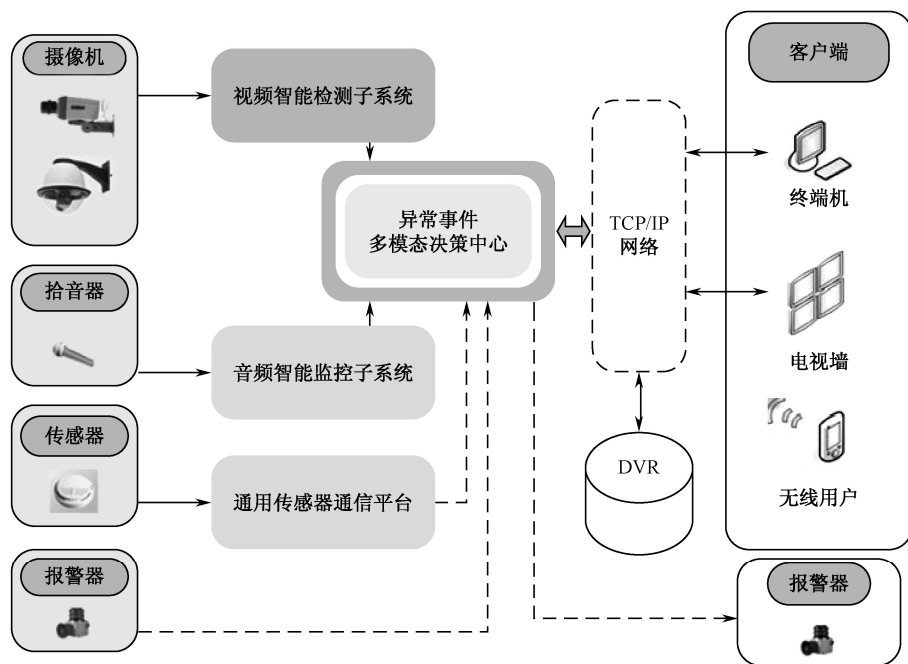 摄像机
视频智能检测子系统
异常事件
多模态决策中心
TCP/IP
网络
客户端
终端机
电视墙
无线用户
拾音器
音频智能监控子系统
传感器
通用传感器通信平台
DVR
报警器
报警器